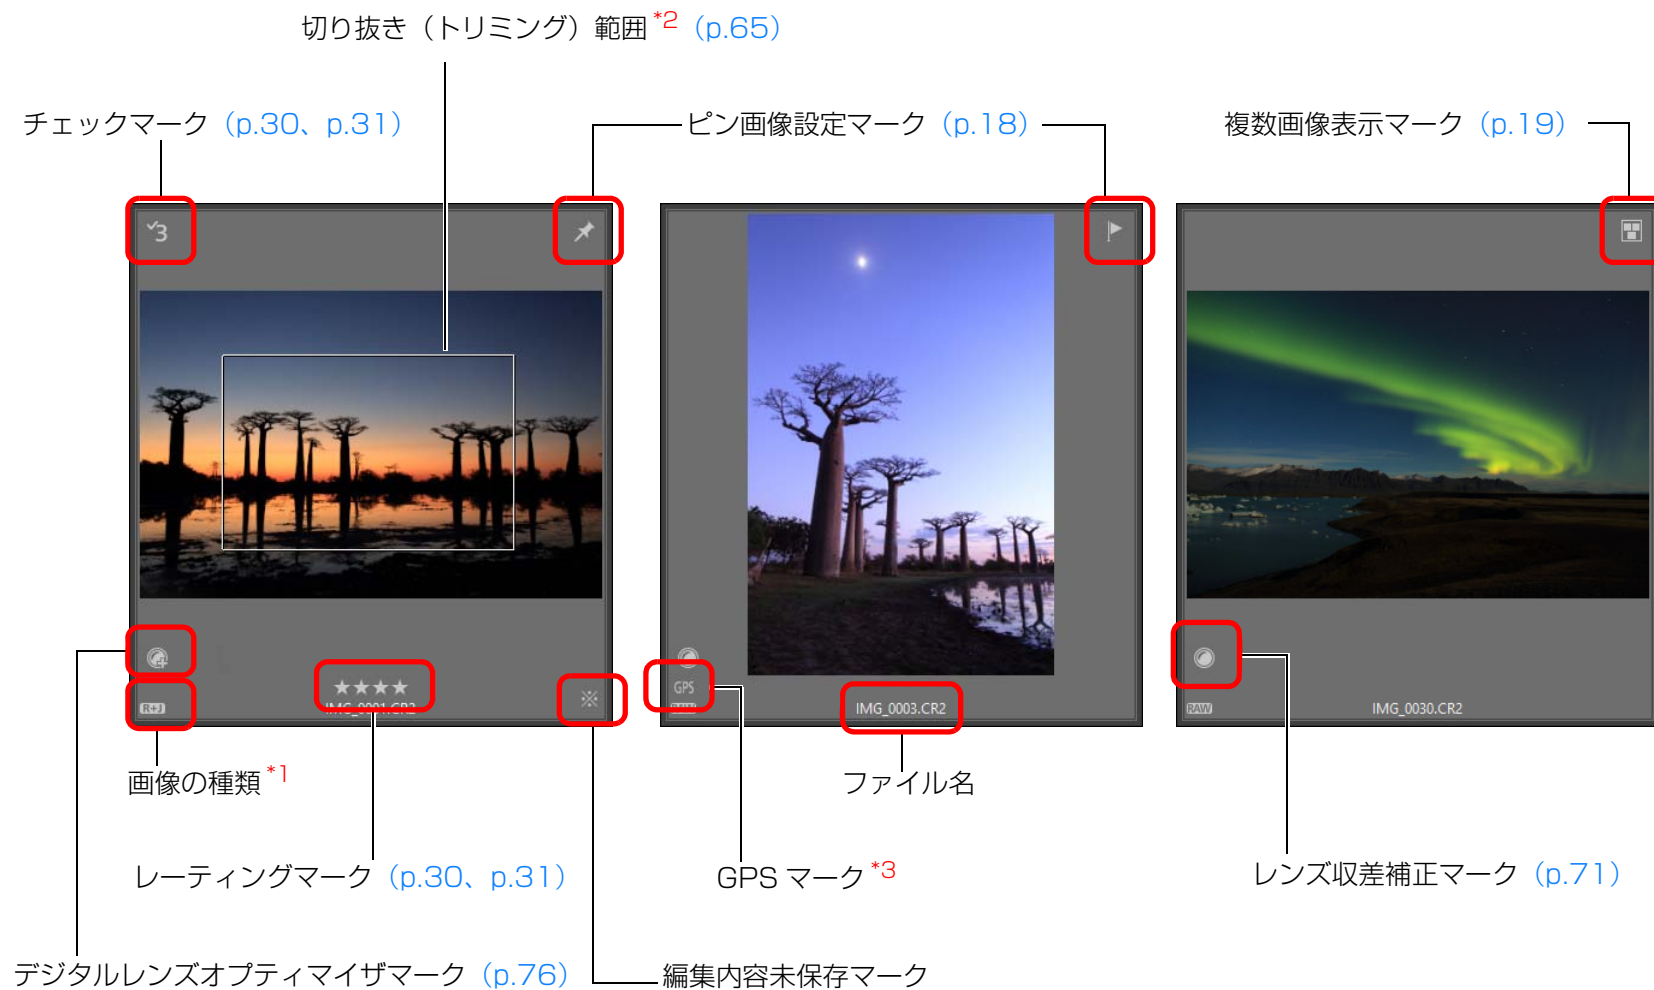 切り抜き（トリミング）範囲*2（p.65）
チェックマーク（p.30、p.31）
ピン画像設定マーク（p.18）
複数画像表示マーク（p.19）
3
★★★★
IMG_0001.CR2
※
R+J
GPS
RAW
IMG_0003.CR2
RAW
IMG_0030.CR2
画像の種類*1
ファイル名
レーティングマーク（p.30、p.31）
GPS マーク*3
レンズ収差補正マーク（p.71）
デジタルレンズオプティマイザマーク（p.76）
編集内容未保存マーク